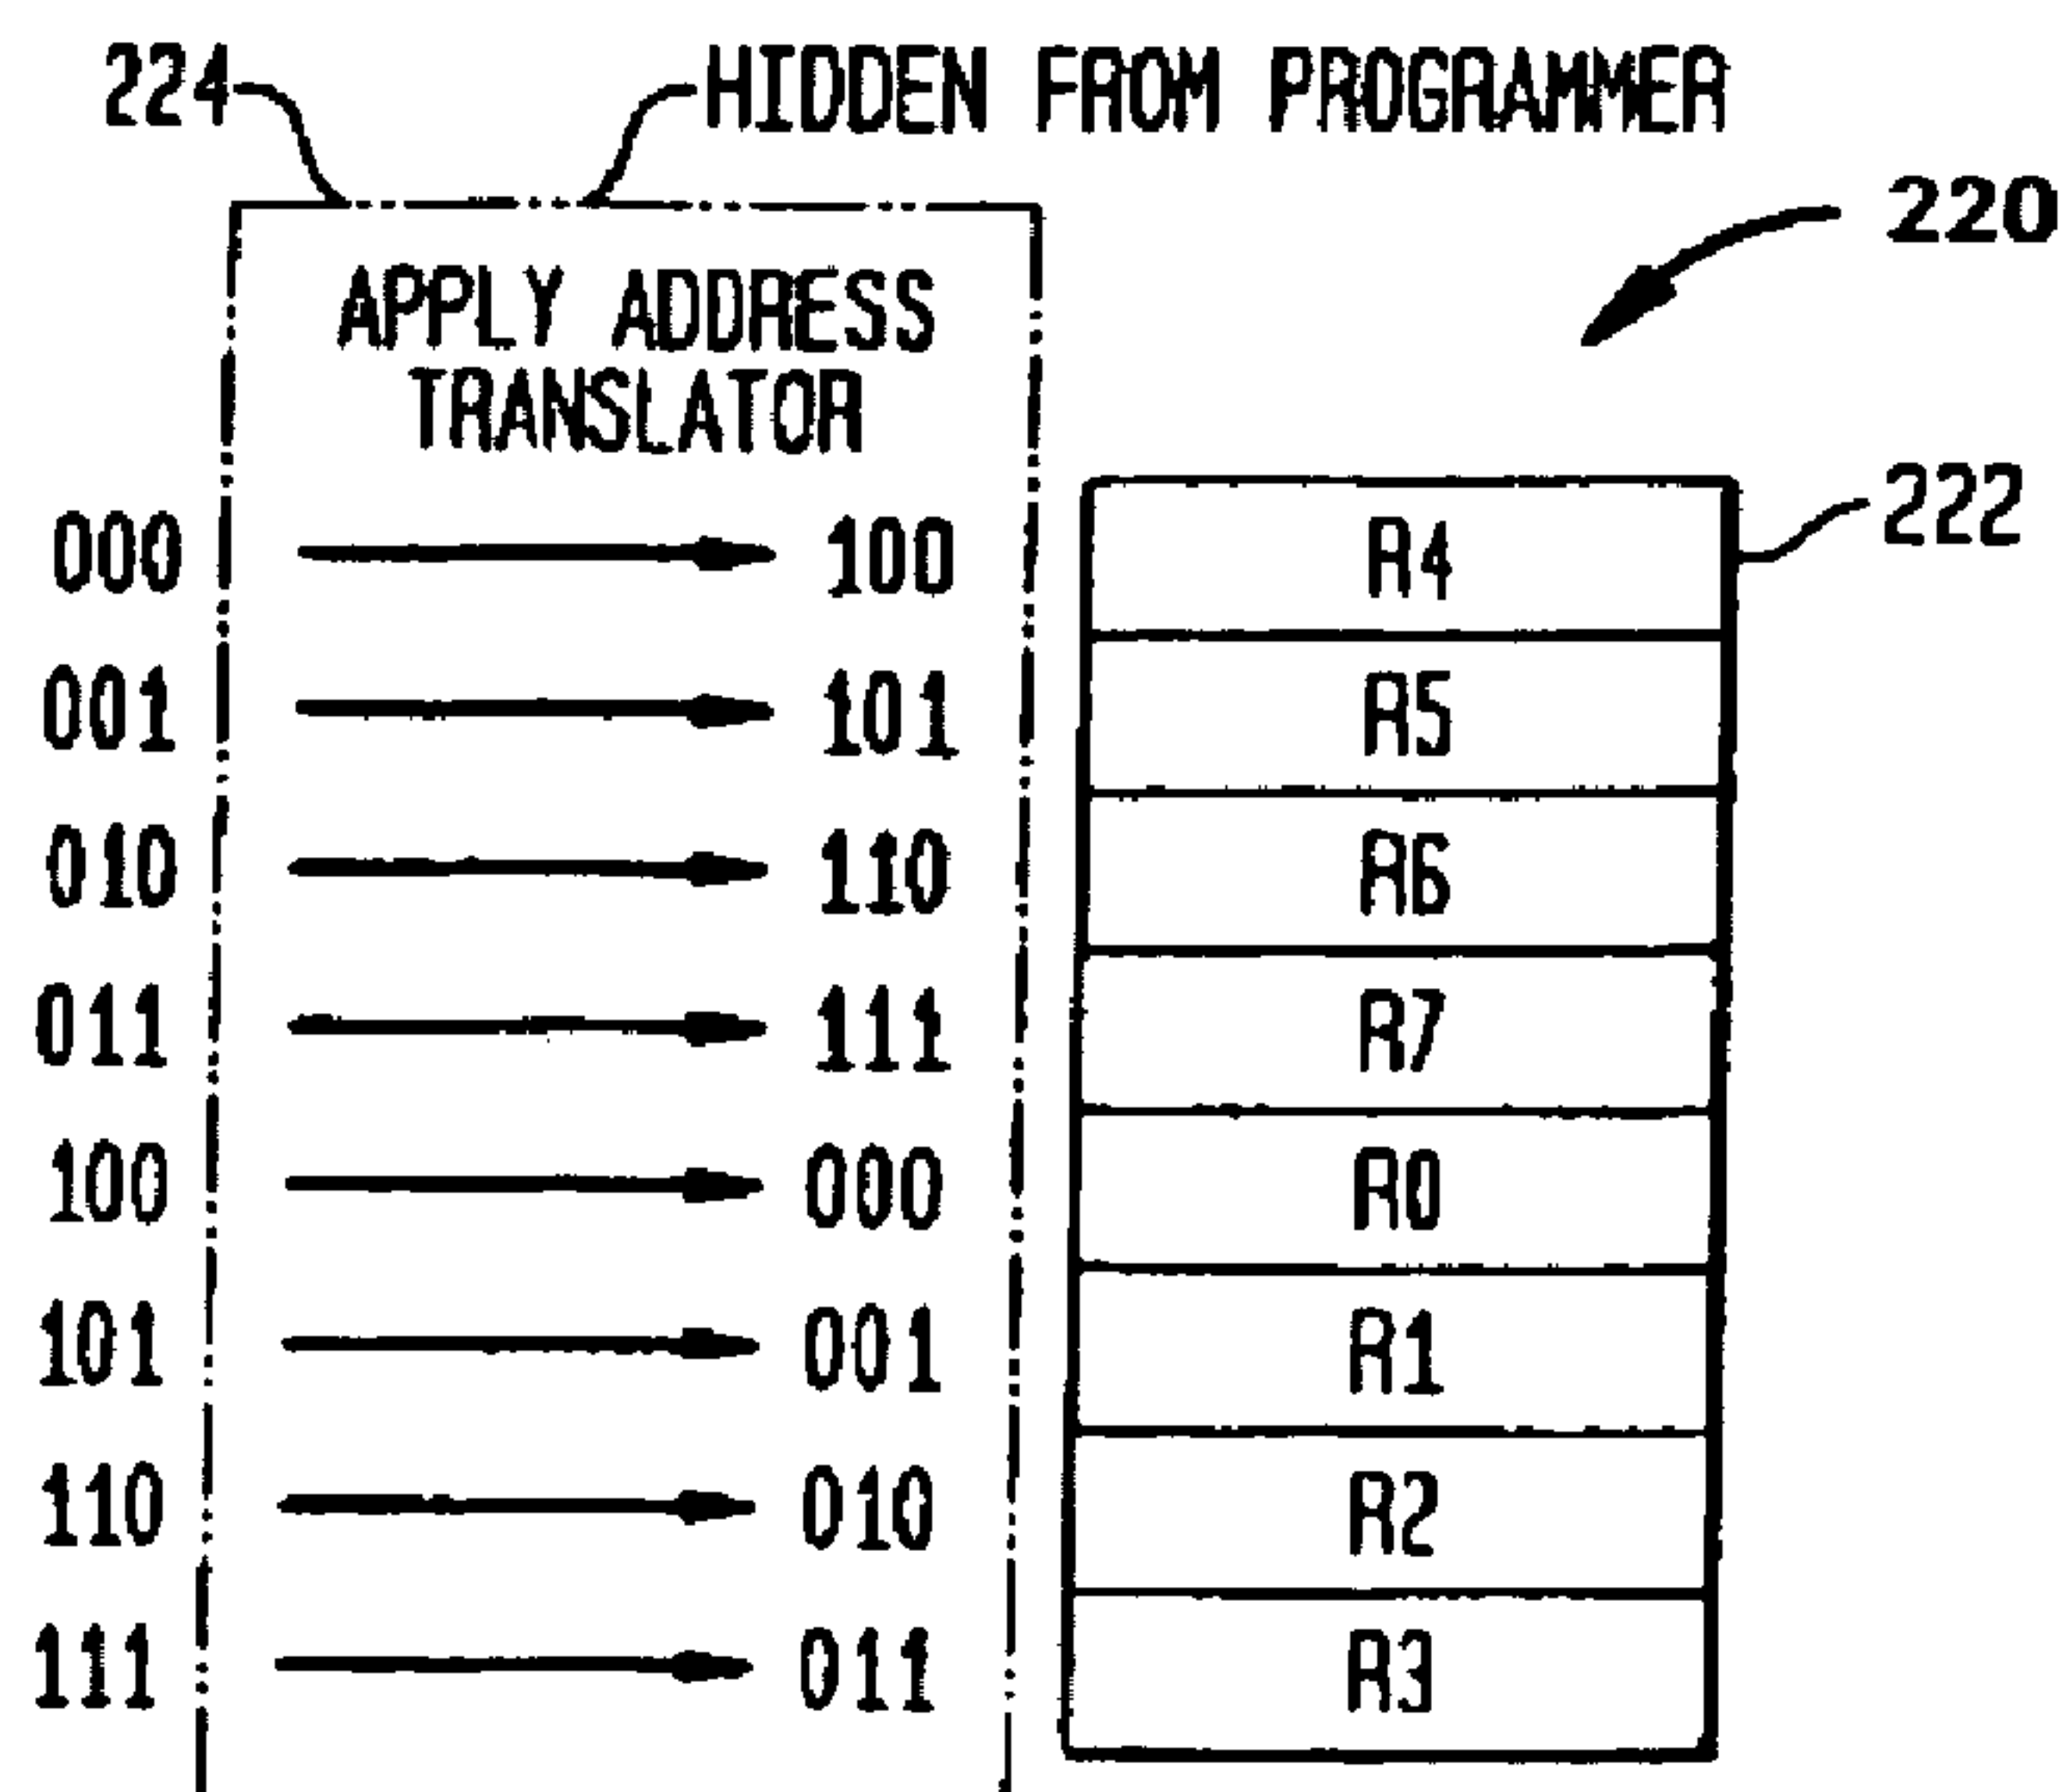 224 HIDDEN FROM PROGRAMMER
220
APPLY ADDRESS
TRANSLATOR
222
000 100 R4
001 101 R5
010 110 R6
011 111 R7
100 000 R0
101 001 R1
110 010 R2
111 011 R3